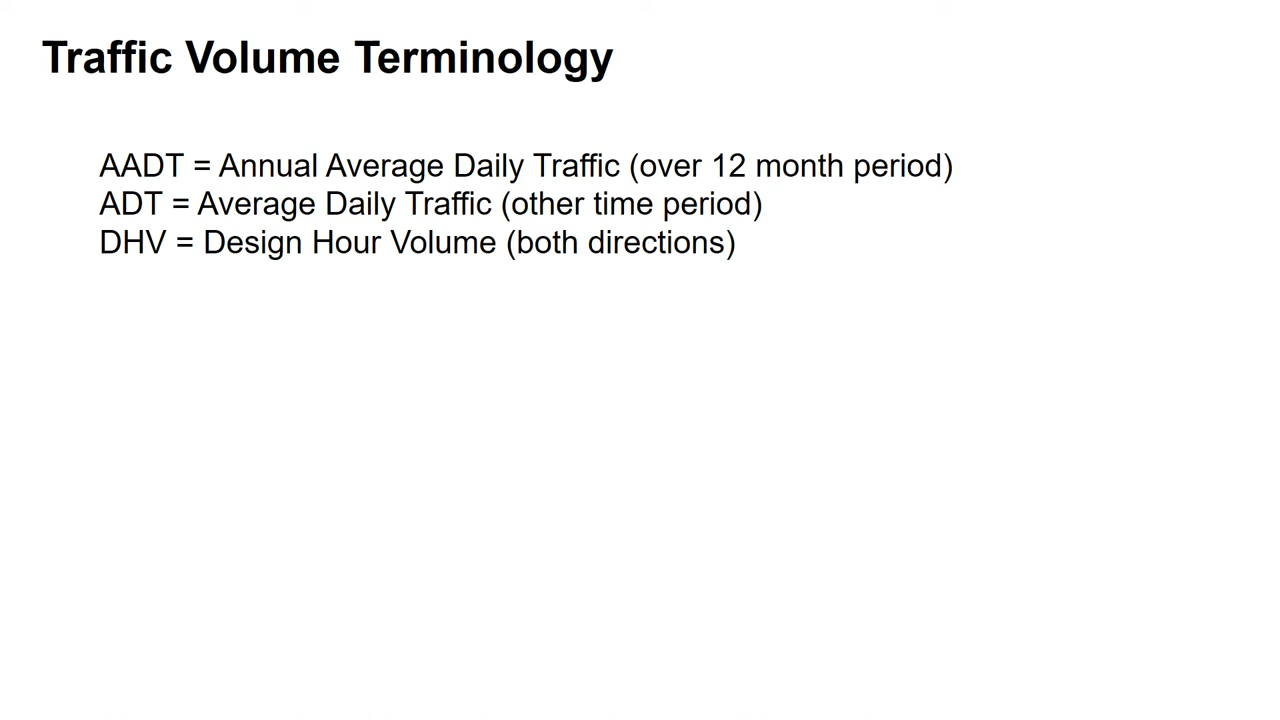 Traffic Volume Terminology
AADT = Annual Average Daily Traffic (over 12 month period)
ADT = Average Daily Traffic (other time period)
DHV = Design Hour Volume (both directions)